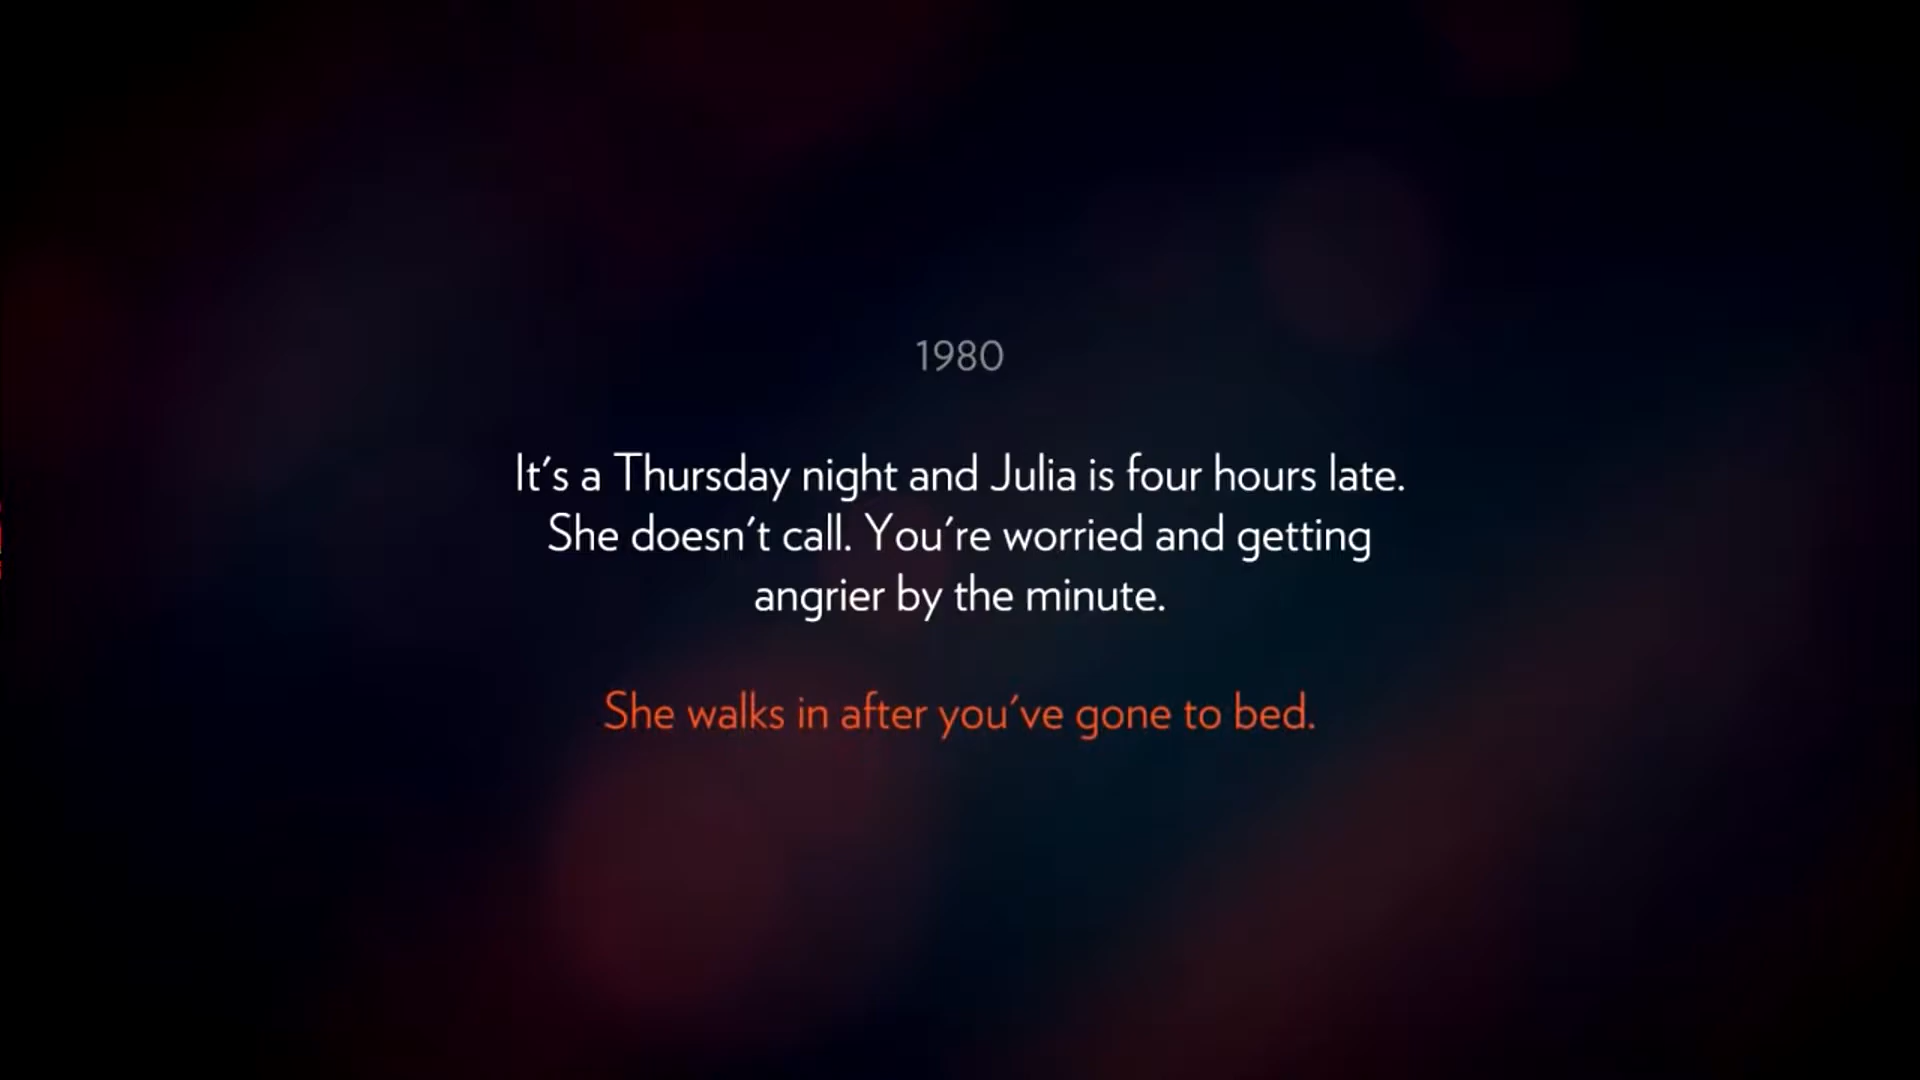 1980
It's a Thursday night and Julia is four hours late.
She doesn't call. You're worried and getting
angrier by the minute.
She walks in after you've gone to bed.